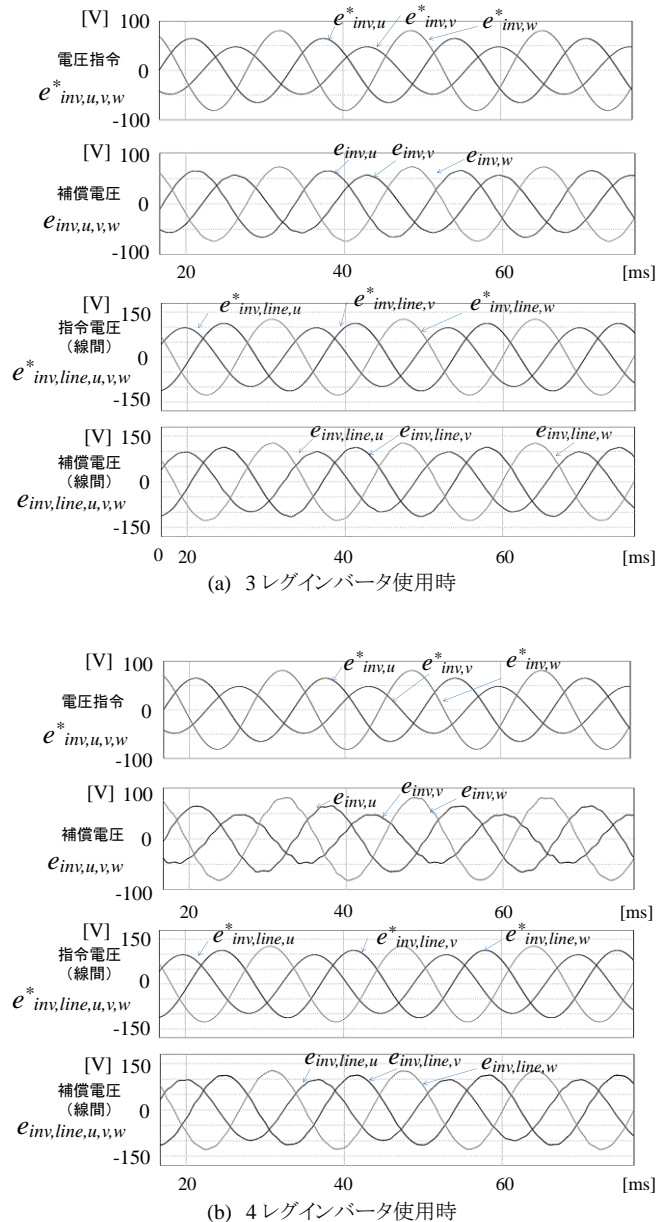 [V] 100
e*inv,u e*inv,v e*inv,w
電圧指令
0
e*inv,u,v,w
-100
[V] 100
einv,u einv,v einv,w
補償電圧
0
einv,u,v,w
-100
20 40 60 [ms]
[V] 150
e*inv,line,u e*inv,line,v e*inv,line,w
指令電圧
(線間)
0
e*inv,line,u,v,w
-150
[V] 150
einv,line,u einv,line,v einv,line,w
補償電圧
(線間)
0
einv,line,u,v,w
-150
0 20 40 60 [ms]
(a) 3レグインバータ使用時
[V] 100
e*inv,u e*inv,v e*inv,w
電圧指令
0
e*inv,u,v,w
-100
[V] 100
einv,u einv,v einv,w
補償電圧
0
einv,u,v,w
-100
20 40 60 [ms]
[V] 150
e*inv,line,u e*inv,line,v e*inv,line,w
指令電圧
(線間)
0
e*inv,line,u,v,w
-150
[V] 150
einv,line,u einv,line,v einv,line,w
補償電圧
(線間)
0
einv,line,u,v,w
-150
20 40 60 [ms]
(b) 4レグインバータ使用時